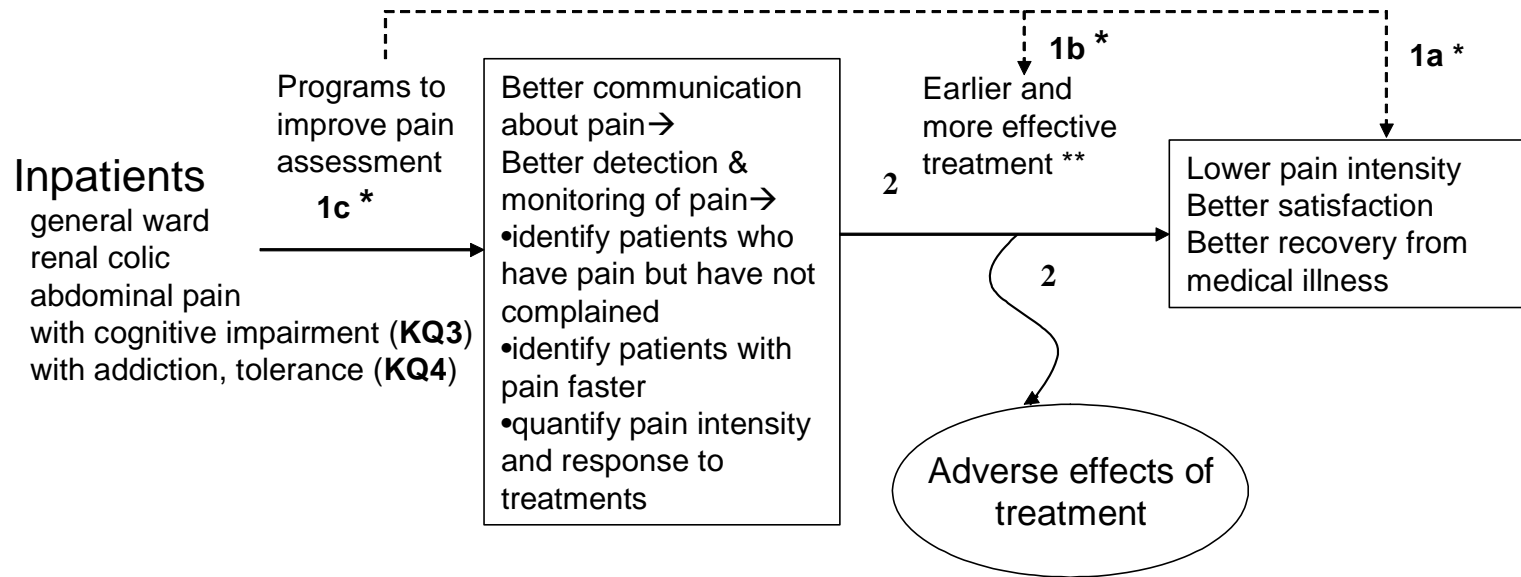 Inpatients
general ward
renal colic
abdominal pain
with cognitive impairment (KQ3)
with addiction, tolerance (KQ4)
Programs to
improve pain
assessment
1c *
Better communication
about pain→
Better detection &
monitoring of pain→
•identify patients who
have pain but have not
complained
•identify patients with
pain faster
•quantify pain intensity
and response to
treatments
1b *
Earlier and
more effective
treatment **
2
2
Adverse effects of
treatment
1a *
Lower pain intensity
Better satisfaction
Better recovery from
medical illness